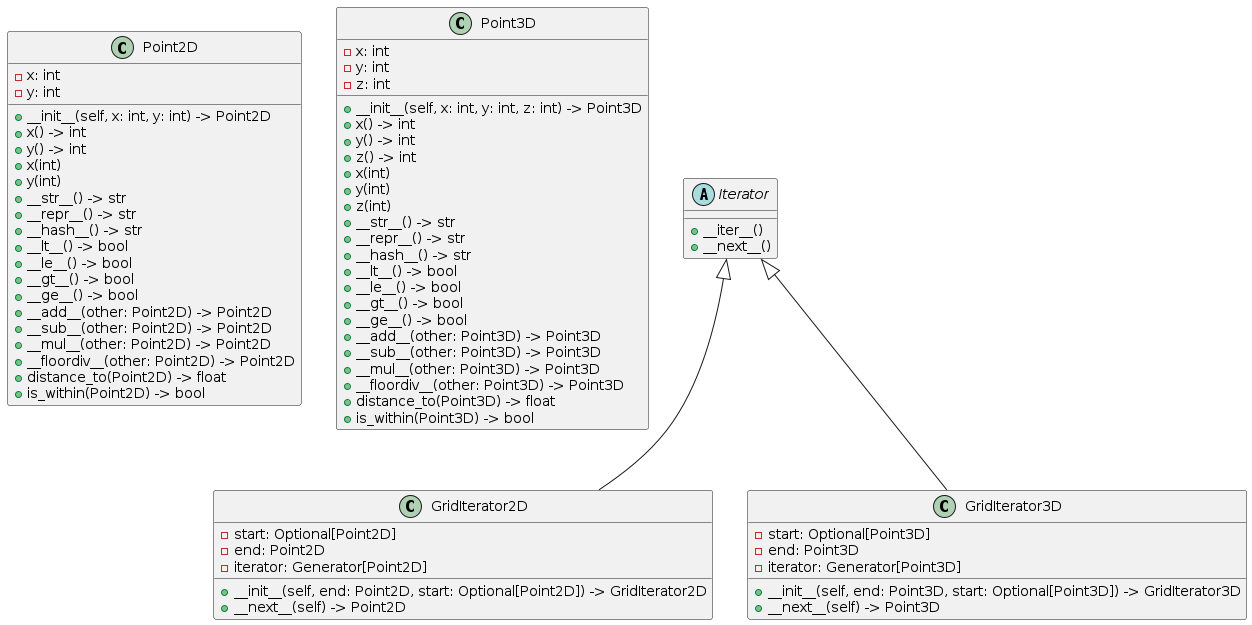 C Point2D
x: int
y: int
__init__(self, x: int, y: int) -> Point2D
x() -> int
y() -> int
x(int)
y(int)
__str__() -> str
__repr__() -> str
__hash__() -> str
__lt__() -> bool
__le__() -> bool
__gt__() -> bool
__ge__() -> bool
__add__(other: Point2D) -> Point2D
__sub__(other: Point2D) -> Point2D
__mul__(other: Point2D) -> Point2D
__floordiv__(other: Point2D) -> Point2D
distance_to(Point2D) -> float
is_within(Point2D) -> bool
C Point3D
x: int
y: int
z: int
__init__(self, x: int, y: int, z: int) -> Point3D
x() -> int
y() -> int
z() -> int
x(int)
y(int)
z(int)
__str__() -> str
__repr__() -> str
__hash__() -> str
__lt__() -> bool
__le__() -> bool
__gt__() -> bool
__ge__() -> bool
__add__(other: Point3D) -> Point3D
__sub__(other: Point3D) -> Point3D
__mul__(other: Point3D) -> Point3D
__floordiv__(other: Point3D) -> Point3D
distance_to(Point3D) -> float
is_within(Point3D) -> bool
A Iterator
__iter__()
__next__()
C GridIterator2D
start: Optional[Point2D]
end: Point2D
iterator: Generator[Point2D]
__init__(self, end: Point2D, start: Optional[Point2D]) -> GridIterator2D
__next__(self) -> Point2D
C GridIterator3D
start: Optional[Point3D]
end: Point3D
iterator: Generator[Point3D]
__init__(self, end: Point3D, start: Optional[Point3D]) -> GridIterator3D
__next__(self) -> Point3D